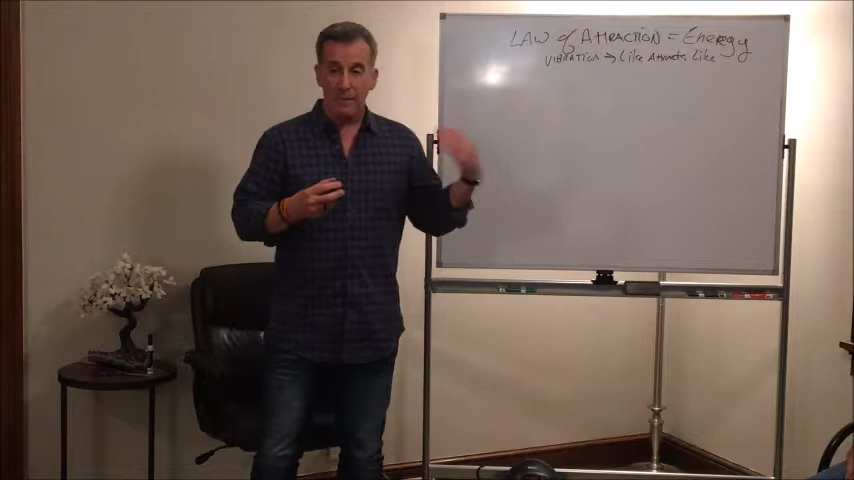 LAW of ATTRACTION = Energy
VIBRATION → Like Attracts Like